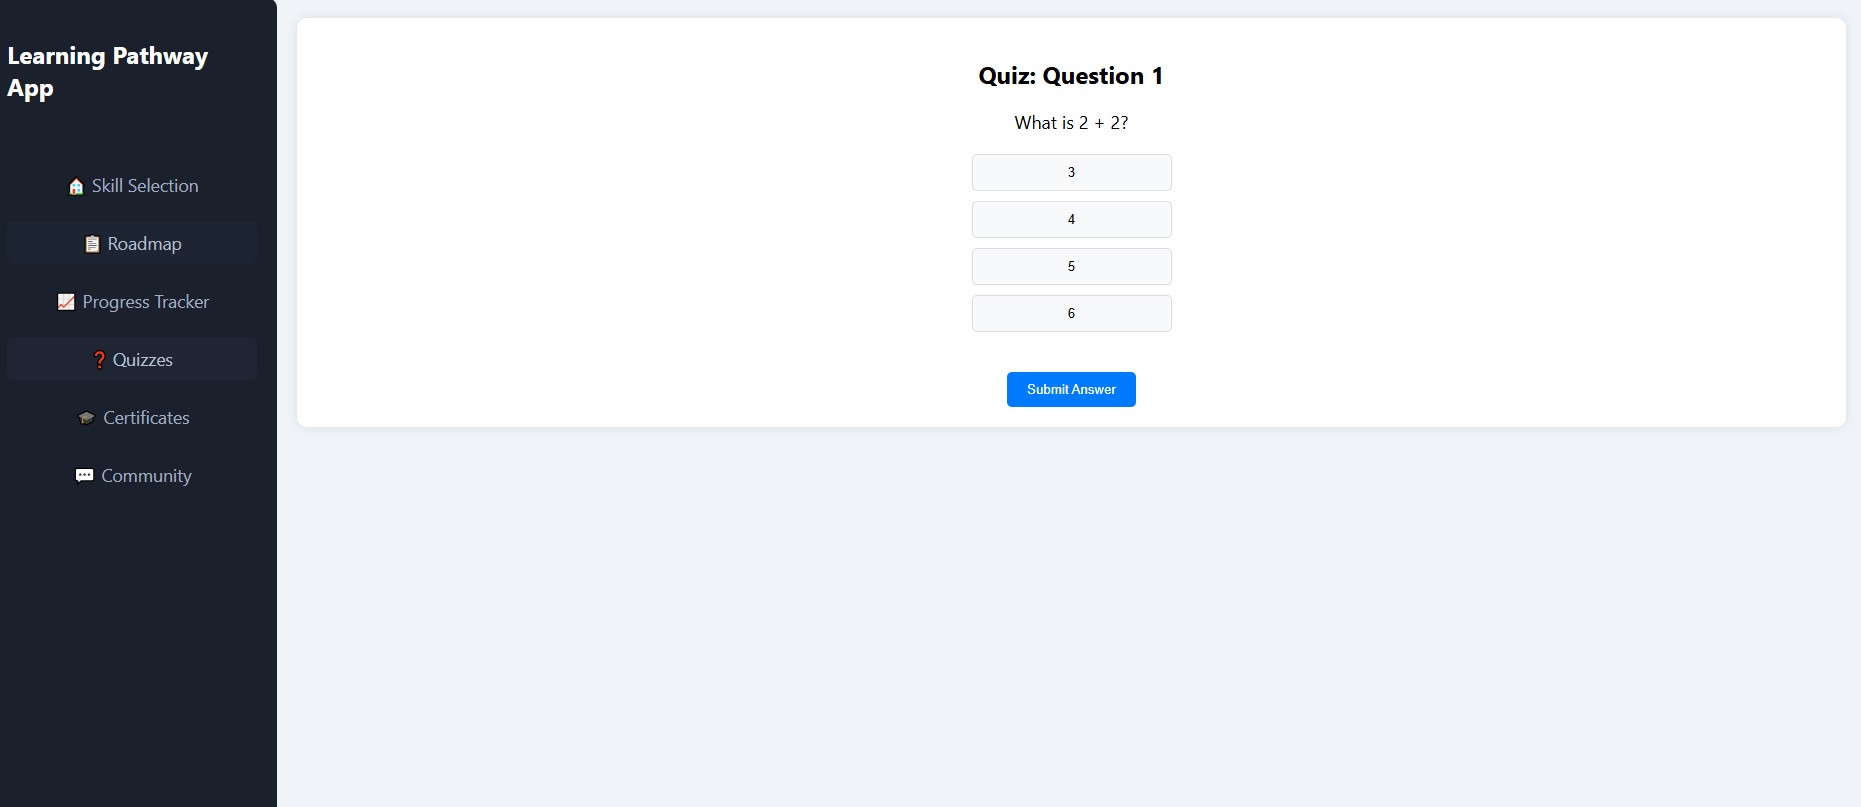 Learning Pathway
App
Skill Selection
Roadmap
Progress Tracker
Quizzes
Certificates
Community
Quiz: Question 1
What is 2 + 2?
3
4
5
6
Submit Answer